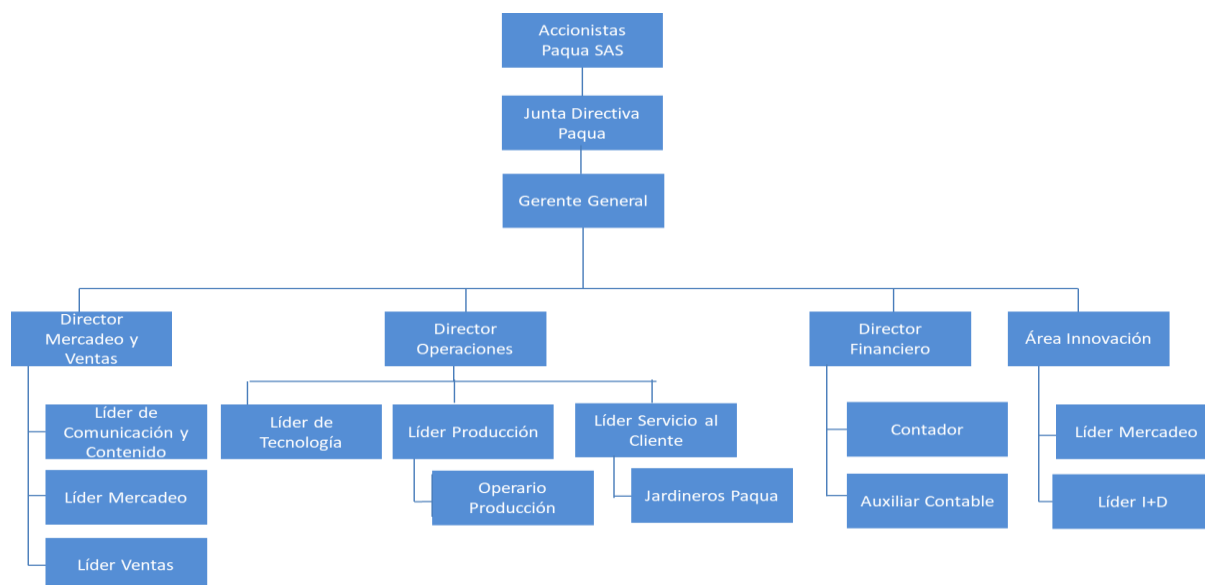 Accionistas
Paqua SAS
Junta Directiva
Paqua
Gerente General
Director
Mercadeo y
Ventas
Director
Operaciones
Director
Financiero
Área Innovación
Líder de
Comunicación y
Contenido
Líder de
Tecnología
Líder Producción
Líder Servicio al
Cliente
Contador
Líder Mercadeo
Líder Mercadeo
Operario
Producción
Jardineros Paqua
Auxiliar Contable
Líder I+D
Líder Ventas